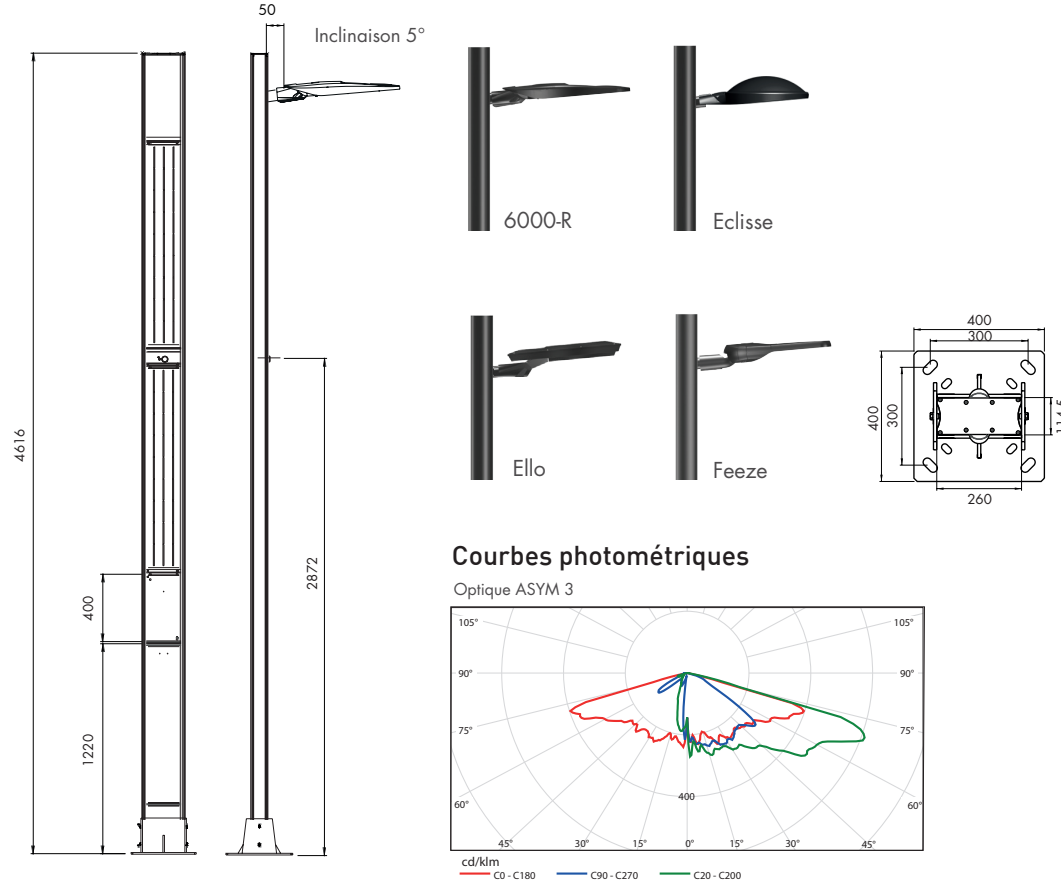 50
Inclinaison 5°
4616
400
1220
2872
6000-R
Eclisse
Ello
Feeze
400
300
400
300
114,5
260
Courbes photométriques
Optique ASYM 3
105°
105°
90°
90°
75°
75°
60°
60°
400
45°
30°
15°
0°
15°
30°
45°
cd/klm
C0 - C180
C90 - C270
C20 - C200